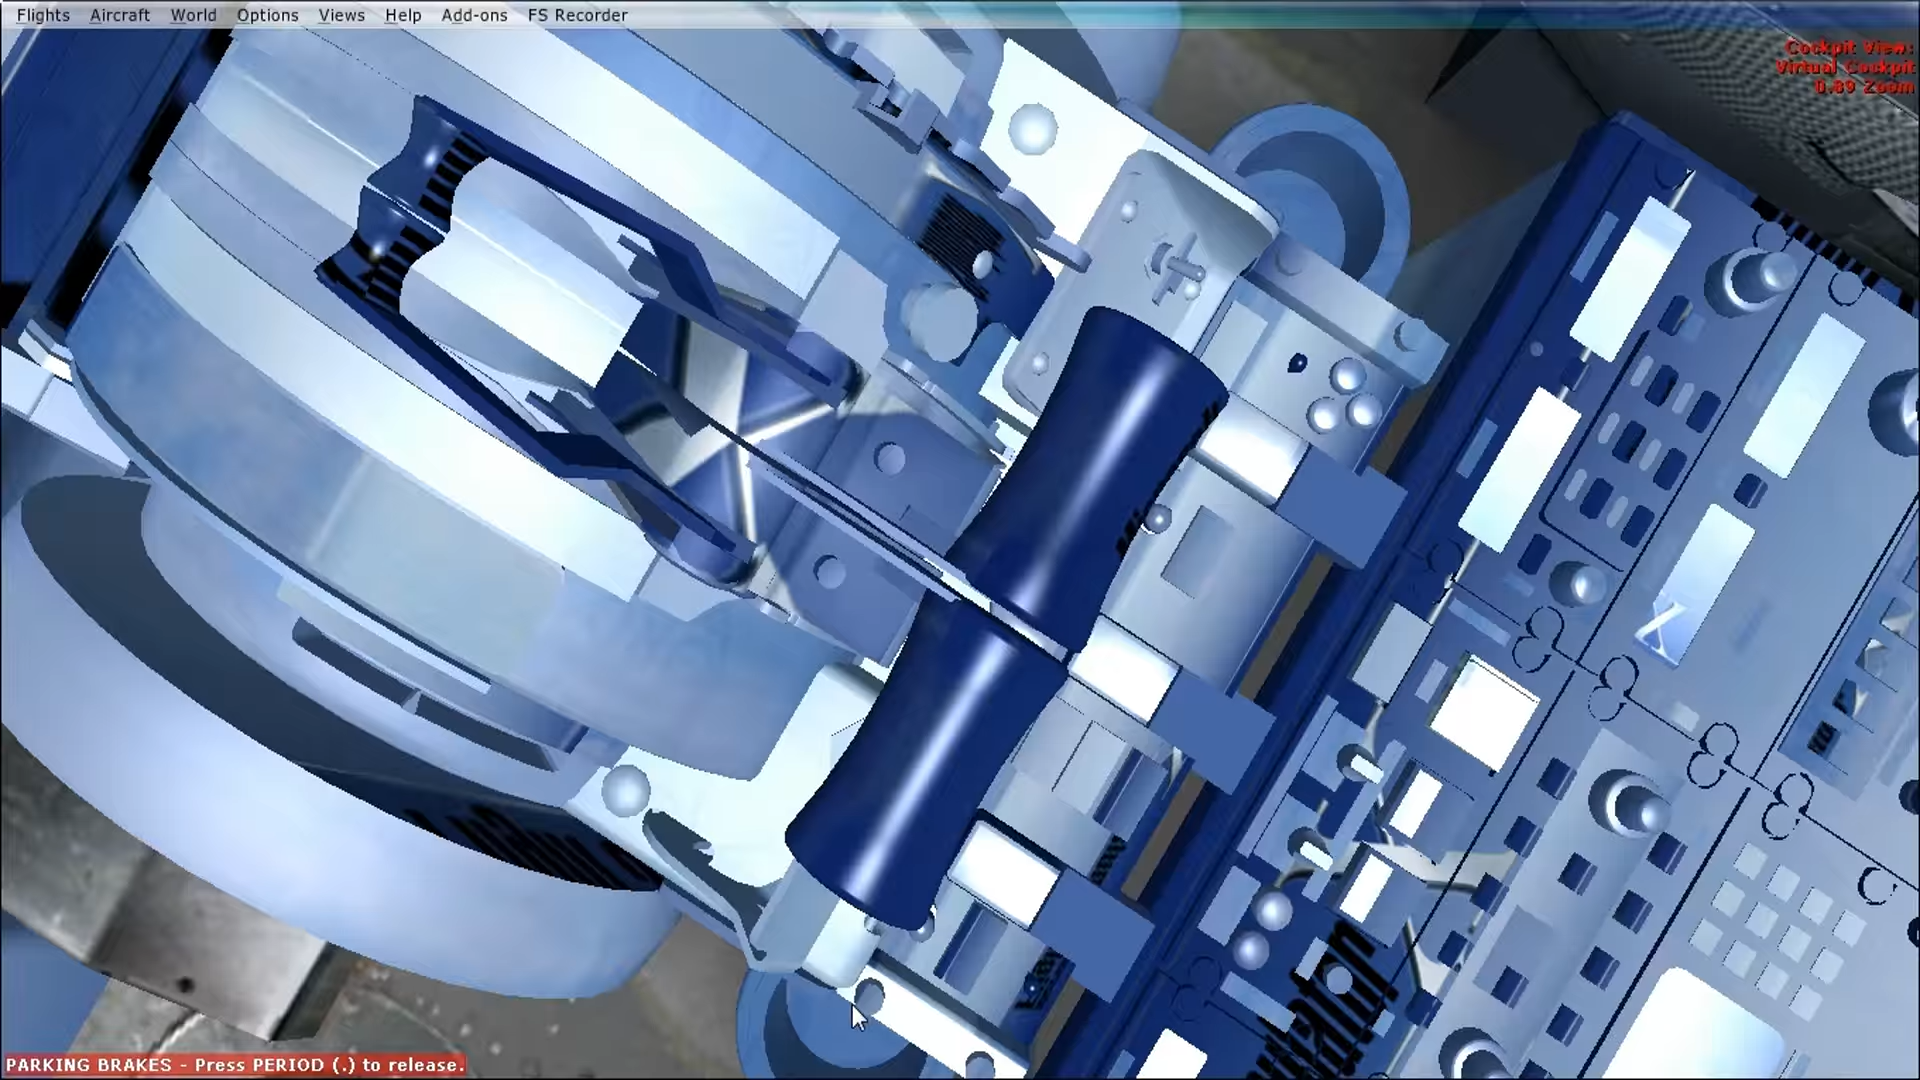 Flights Aircraft World Options Views Help Add-ons FS Recorder
Cockpit View:
Virtual Cockpit
0.89 Zoom
PARKING BRAKES - Press PERIOD (.) to release.